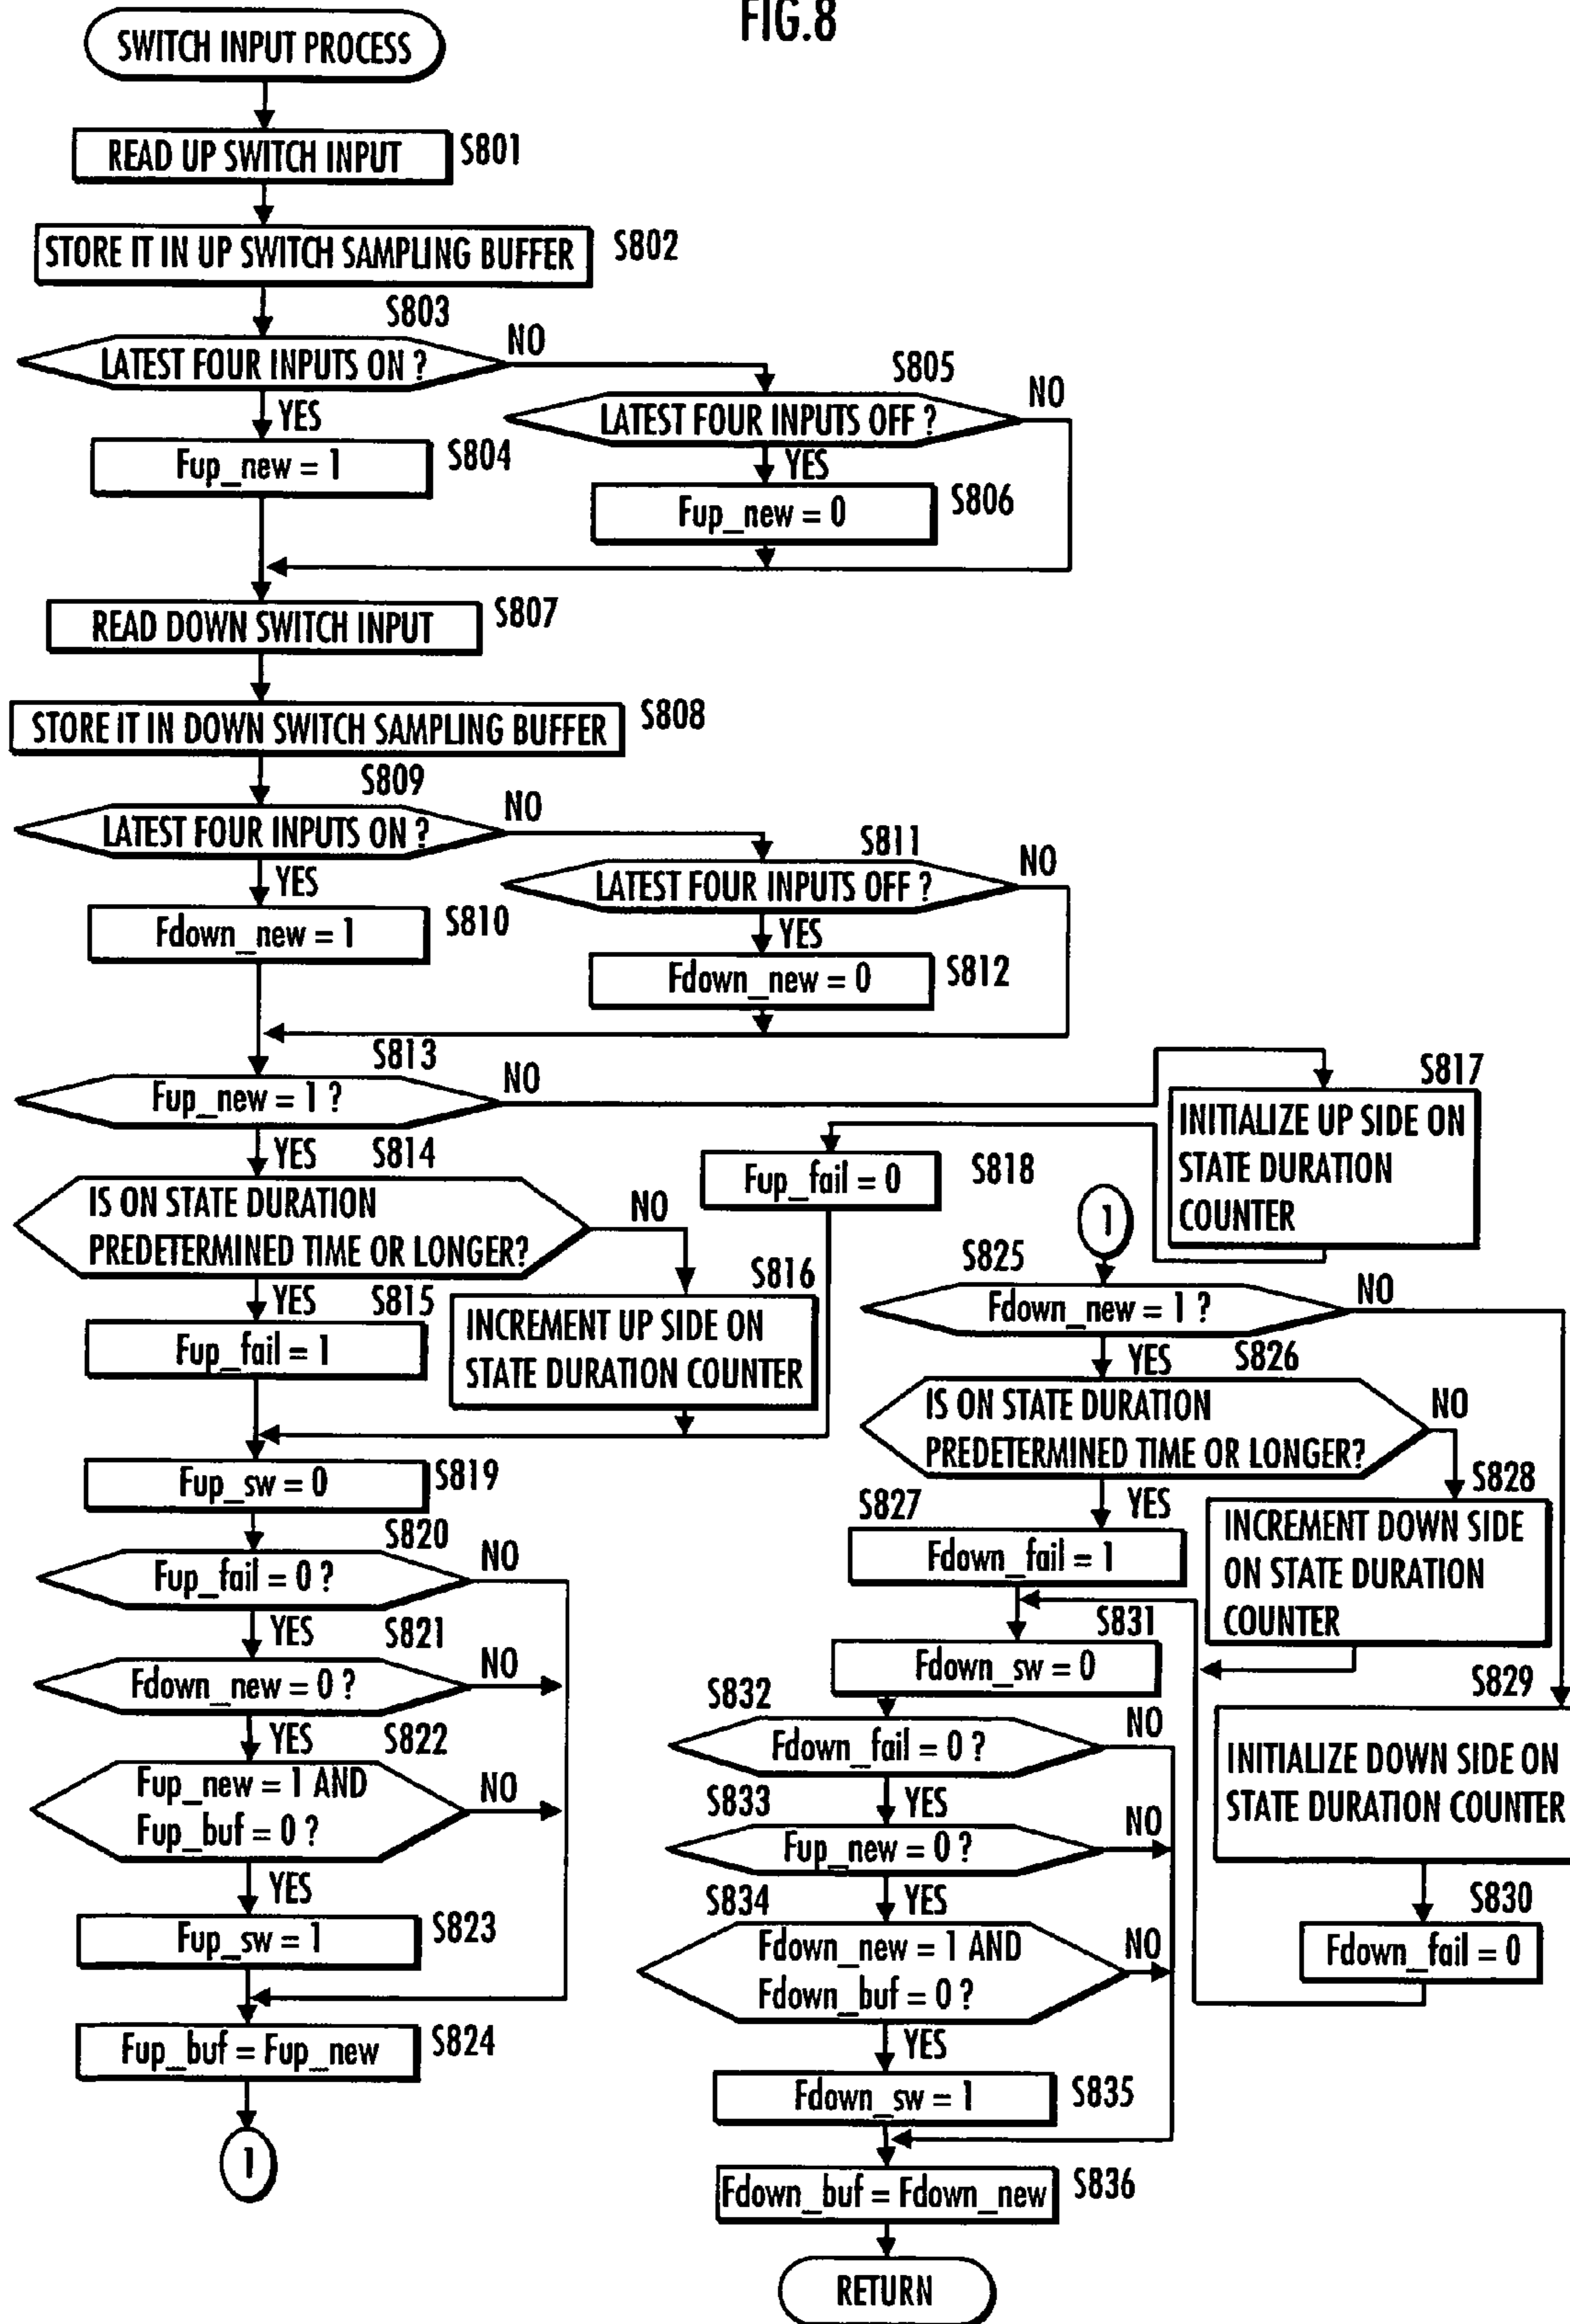 FIG.8
SWITCH INPUT PROCESS
READ UP SWITCH INPUT
S801
STORE IT IN UP SWITCH SAMPLING BUFFER
S802
S803
LATEST FOUR INPUTS ON ?
NO
YES
Fup_new = 1
S804
S805
LATEST FOUR INPUTS OFF ?
NO
YES
Fup_new = 0
S806
READ DOWN SWITCH INPUT
S807
STORE IT IN DOWN SWITCH SAMPLING BUFFER
S808
S809
LATEST FOUR INPUTS ON ?
NO
YES
Fdown_new = 1
S810
S811
LATEST FOUR INPUTS OFF ?
NO
YES
Fdown_new = 0
S812
S813
Fup_new = 1 ?
NO
YES
S814
IS ON STATE DURATION
PREDETERMINED TIME OR LONGER?
NO
YES
S815
Fup_fail = 1
S816
INCREMENT UP SIDE ON
STATE DURATION COUNTER
S817
INITIALIZE UP SIDE ON
STATE DURATION
COUNTER
Fup_fail = 0
S818
Fup_sw = 0
S819
S820
Fup_fail = 0 ?
NO
YES
S821
Fdown_new = 0 ?
NO
YES
S822
Fup_new = 1 AND
Fup_buf = 0 ?
NO
YES
Fup_sw = 1
S823
Fup_buf = Fup_new
S824
1
1
S825
Fdown_new = 1 ?
NO
YES
S826
IS ON STATE DURATION
PREDETERMINED TIME OR LONGER?
NO
YES
S827
Fdown_fail = 1
S828
INCREMENT DOWN SIDE
ON STATE DURATION
COUNTER
S829
INITIALIZE DOWN SIDE ON
STATE DURATION COUNTER
S830
Fdown_fail = 0
S831
Fdown_sw = 0
S832
Fdown_fail = 0 ?
NO
YES
S833
Fup_new = 0 ?
NO
YES
S834
Fdown_new = 1 AND
Fdown_buf = 0 ?
NO
YES
Fdown_sw = 1
S835
Fdown_buf = Fdown_new
S836
RETURN